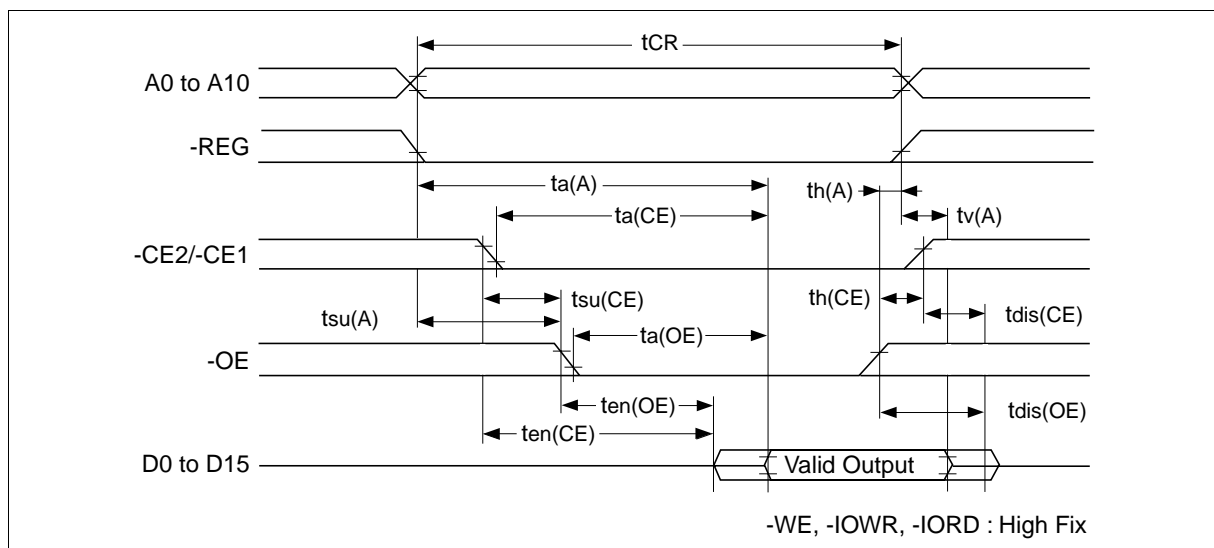 tCR
A0 to A10
-REG
ta(A)
th(A)
ta(CE)
tv(A)
-CE2/-CE1
tsu(CE)
th(CE)
tsu(A)
tdis(CE)
ta(OE)
-OE
ten(OE)
tdis(OE)
ten(CE)
D0 to D15
Valid Output
-WE, -IOWR, -IORD : High Fix